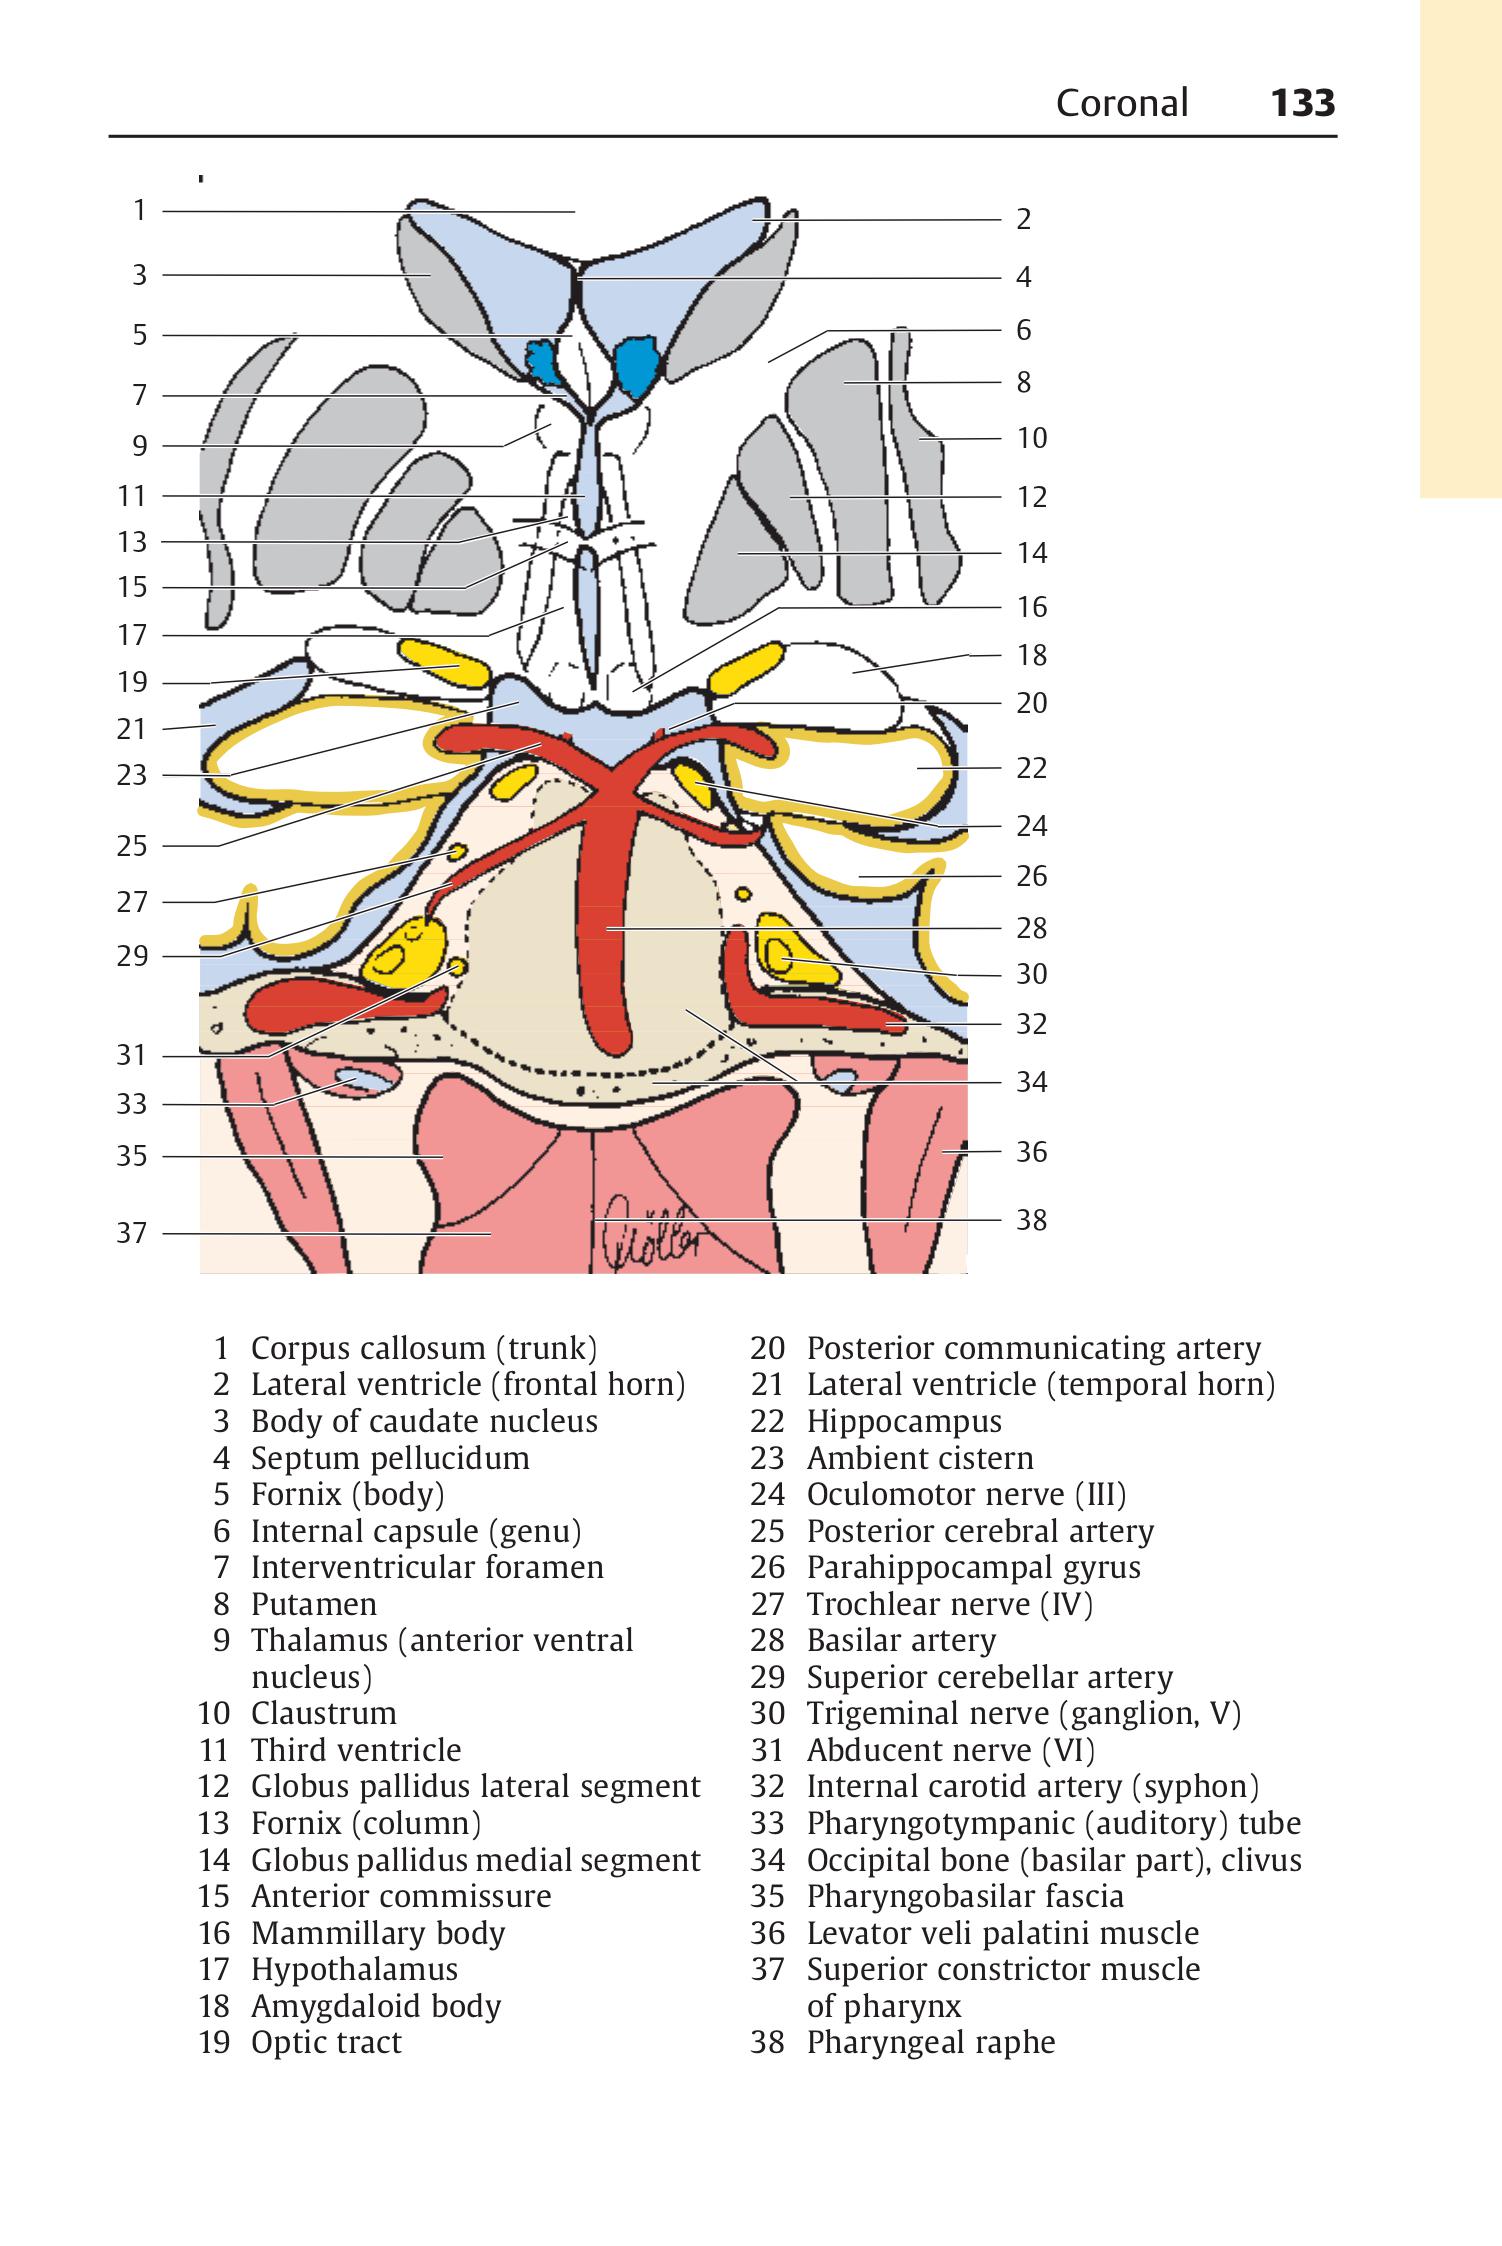 Coronal 133
1
2
3
4
5
6
7
8
9
10
11
12
13
14
15
16
17
18
19
20
21
22
23
24
25
26
27
28
29
30
31
32
33
34
35
36
37
38
1 Corpus callosum (trunk)
2 Lateral ventricle (frontal horn)
3 Body of caudate nucleus
4 Septum pellucidum
5 Fornix (body)
6 Internal capsule (genu)
7 Interventricular foramen
8 Putamen
9 Thalamus (anterior ventral
nucleus)
10 Claustrum
11 Third ventricle
12 Globus pallidus lateral segment
13 Fornix (column)
14 Globus pallidus medial segment
15 Anterior commissure
16 Mammillary body
17 Hypothalamus
18 Amygdaloid body
19 Optic tract
20 Posterior communicating artery
21 Lateral ventricle (temporal horn)
22 Hippocampus
23 Ambient cistern
24 Oculomotor nerve (III)
25 Posterior cerebral artery
26 Parahippocampal gyrus
27 Trochlear nerve (IV)
28 Basilar artery
29 Superior cerebellar artery
30 Trigeminal nerve (ganglion, V)
31 Abducent nerve (VI)
32 Internal carotid artery (syphon)
33 Pharyngotympanic (auditory) tube
34 Occipital bone (basilar part), clivus
35 Pharyngobasilar fascia
36 Levator veli palatini muscle
37 Superior constrictor muscle
of pharynx
38 Pharyngeal raphe